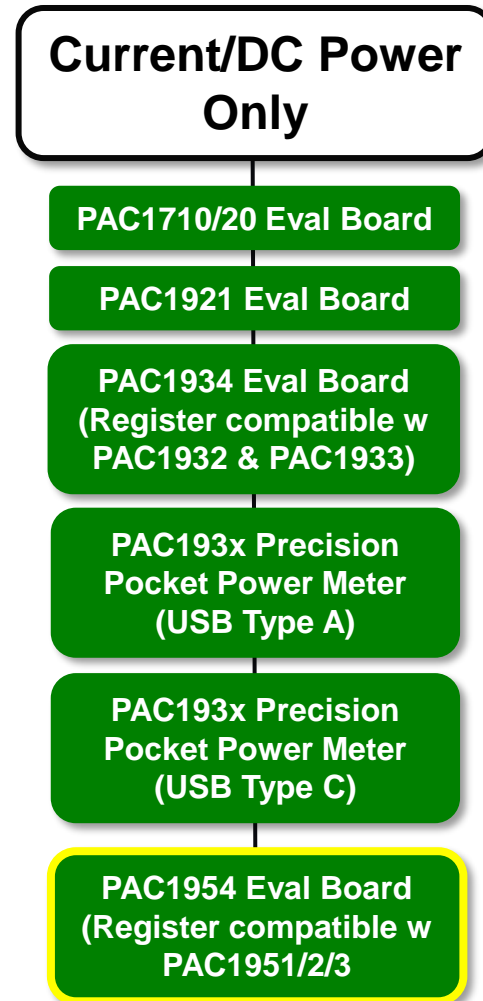 Current/DC Power
Only
PAC1710/20 Eval Board
PAC1921 Eval Board
PAC1934 Eval Board
(Register compatible w
PAC1932 & PAC1933)
PAC193x Precision
Pocket Power Meter
(USB Type A)
PAC193x Precision
Pocket Power Meter
(USB Type C)
PAC1954 Eval Board
(Register compatible w
PAC1951/2/3